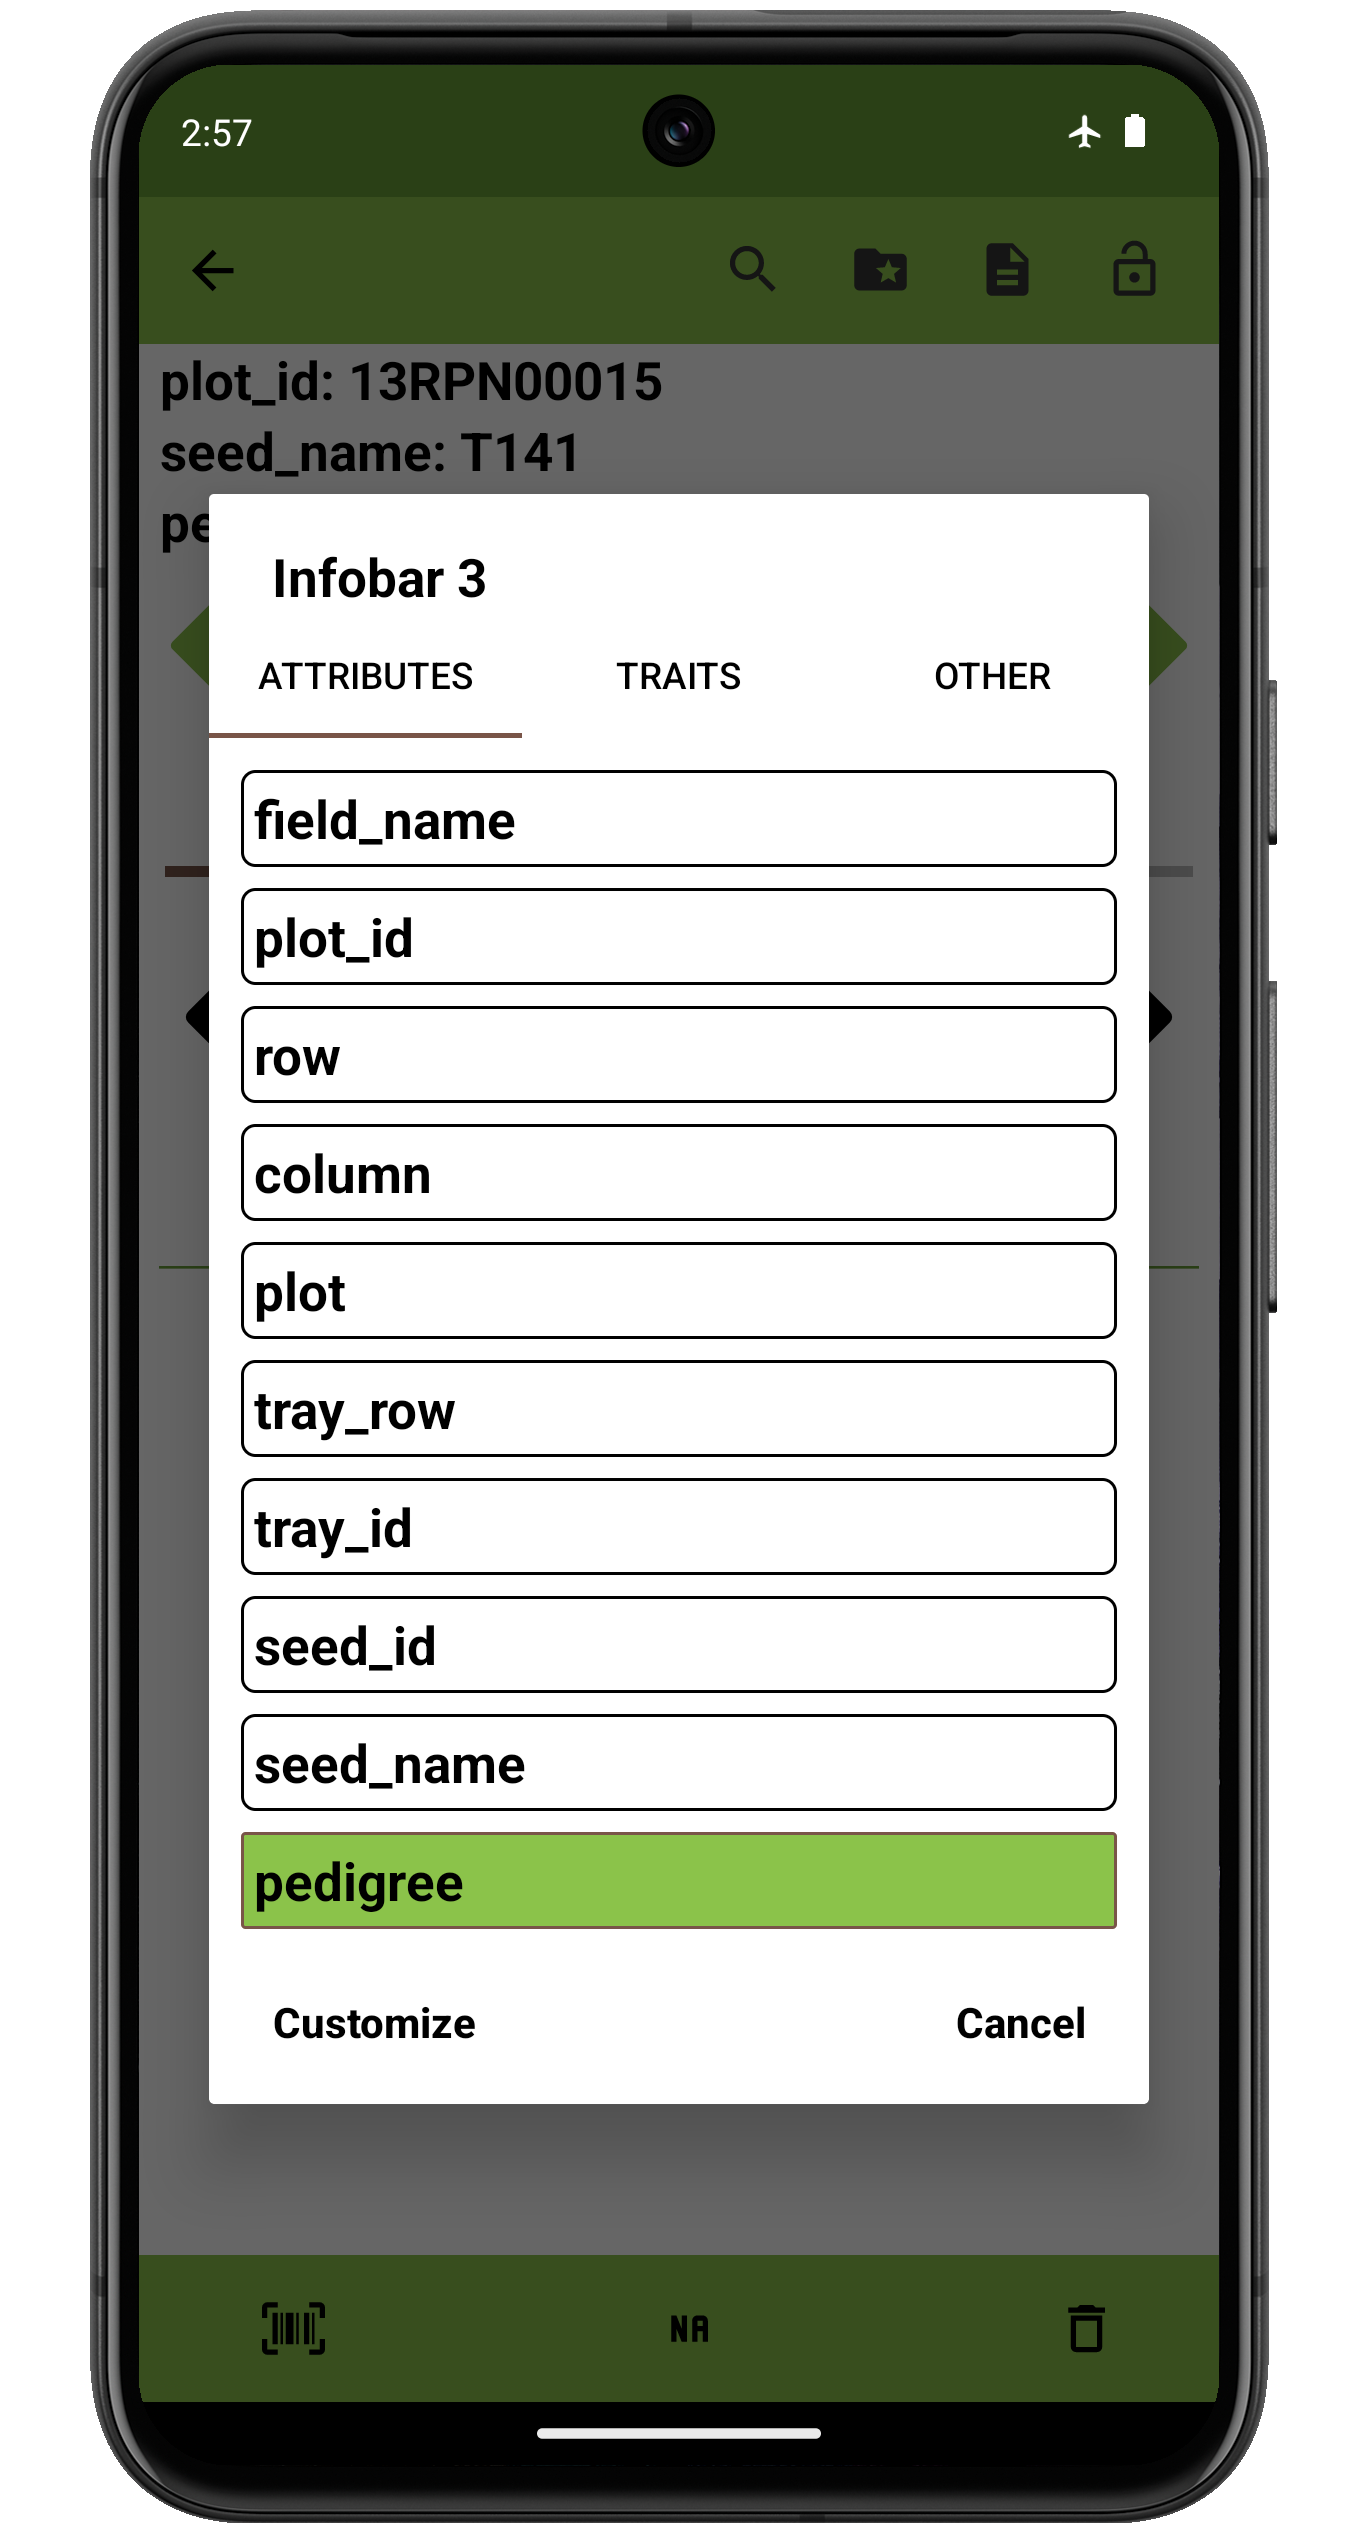 2:57
plot_id: 13RPN00015
seed_name: T141
pe
Infobar 3
ATTRIBUTES TRAITS OTHER
field_name
plot_id
row
column
plot
tray_row
tray_id
seed_id
seed_name
pedigree
Customize Cancel
NA